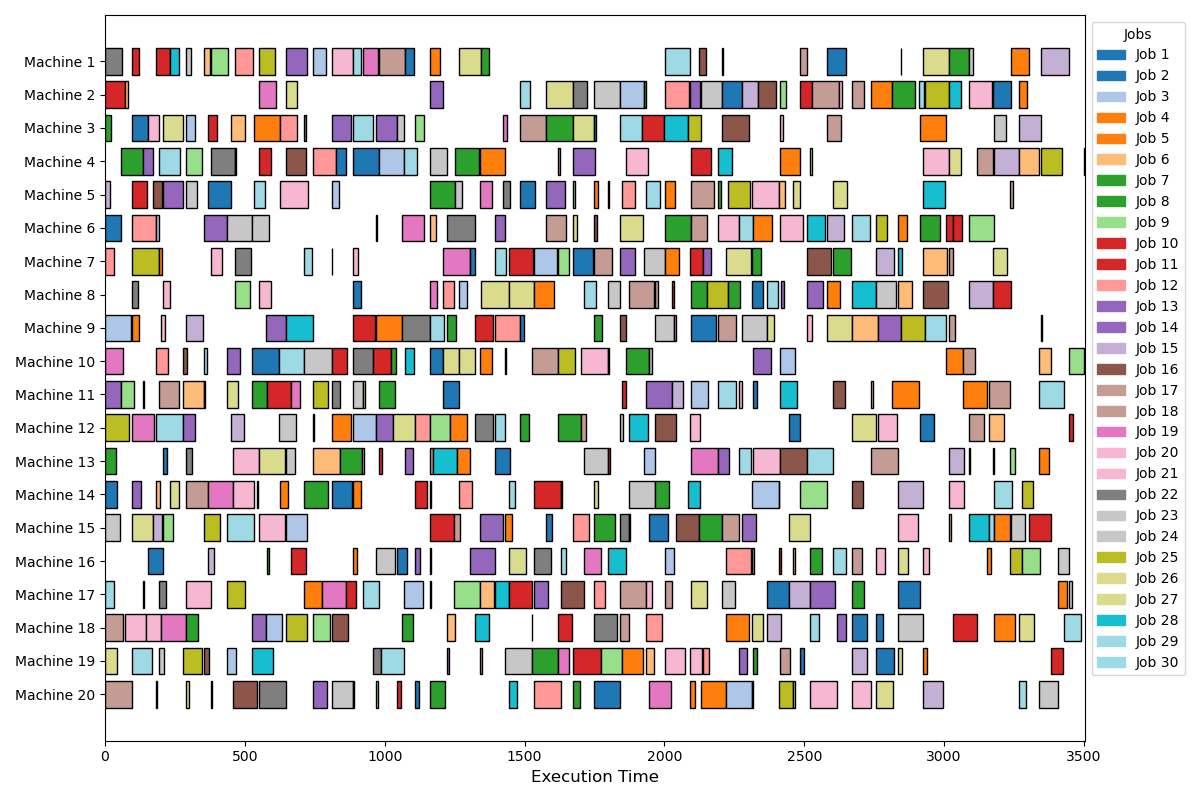 Machine 1
Machine 2
Machine 3
Machine 4
Machine 5
Machine 6
Machine 7
Machine 8
Machine 9
Machine 10
Machine 11
Machine 12
Machine 13
Machine 14
Machine 15
Machine 16
Machine 17
Machine 18
Machine 19
Machine 20
0 500 1000 1500 2000 2500 3000 3500
Execution Time
Jobs
Job 1
Job 2
Job 3
Job 4
Job 5
Job 6
Job 7
Job 8
Job 9
Job 10
Job 11
Job 12
Job 13
Job 14
Job 15
Job 16
Job 17
Job 18
Job 19
Job 20
Job 21
Job 22
Job 23
Job 24
Job 25
Job 26
Job 27
Job 28
Job 29
Job 30